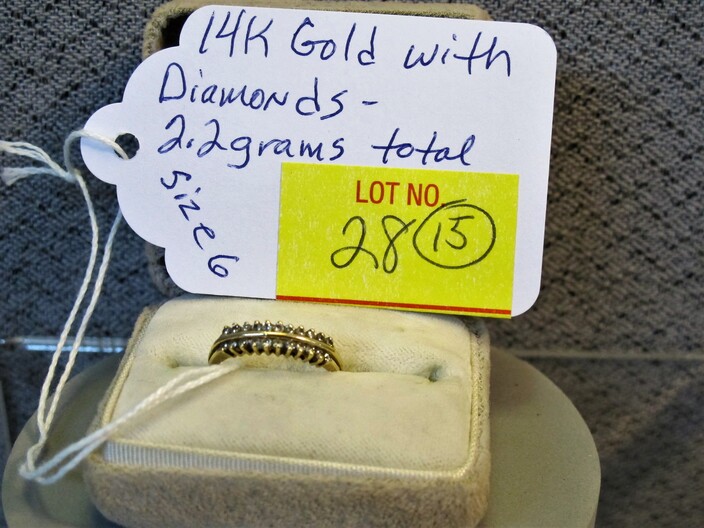 14K Gold with
Diamonds -
2.2grams total
size 6
LOT NO.
28 15